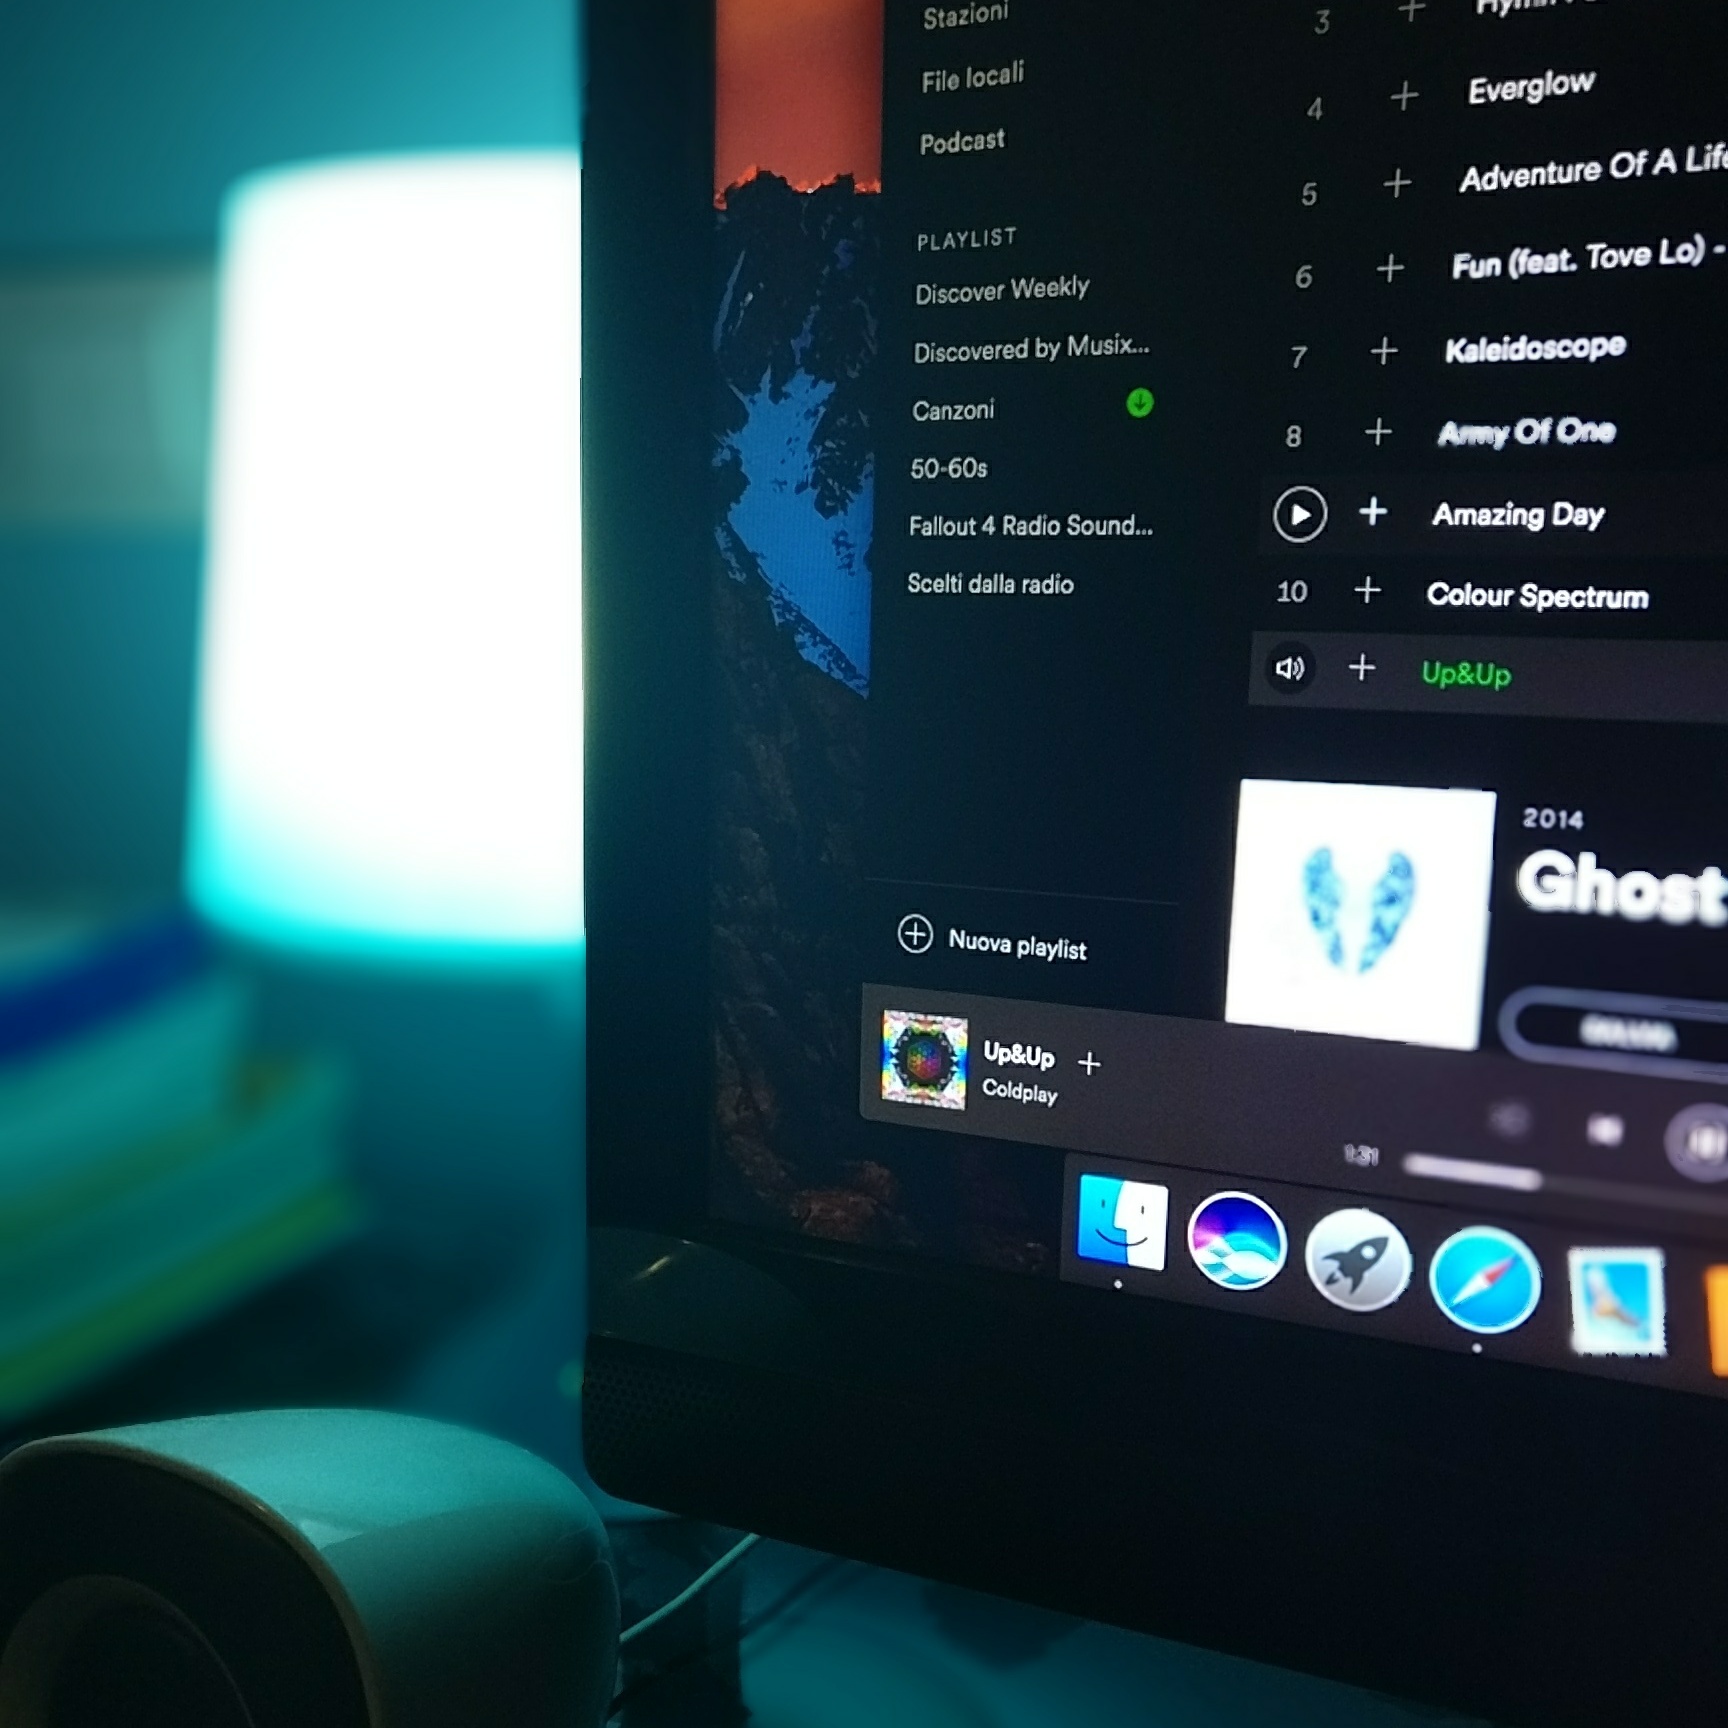 Stazioni
File locali
Podcast
PLAYLIST
Discover Weekly
Discovered by Musix...
Canzoni
50-60s
Fallout 4 Radio Sound...
Scelti dalla radio
Nuova playlist
Up&Up
Coldplay
3
4 Everglow
5 Adventure Of A Life
6 Fun (feat. Tove Lo) -
7 Kaleidoscope
8 Army Of One
Amazing Day
10 Colour Spectrum
Up&Up
2014
Ghost
1:31